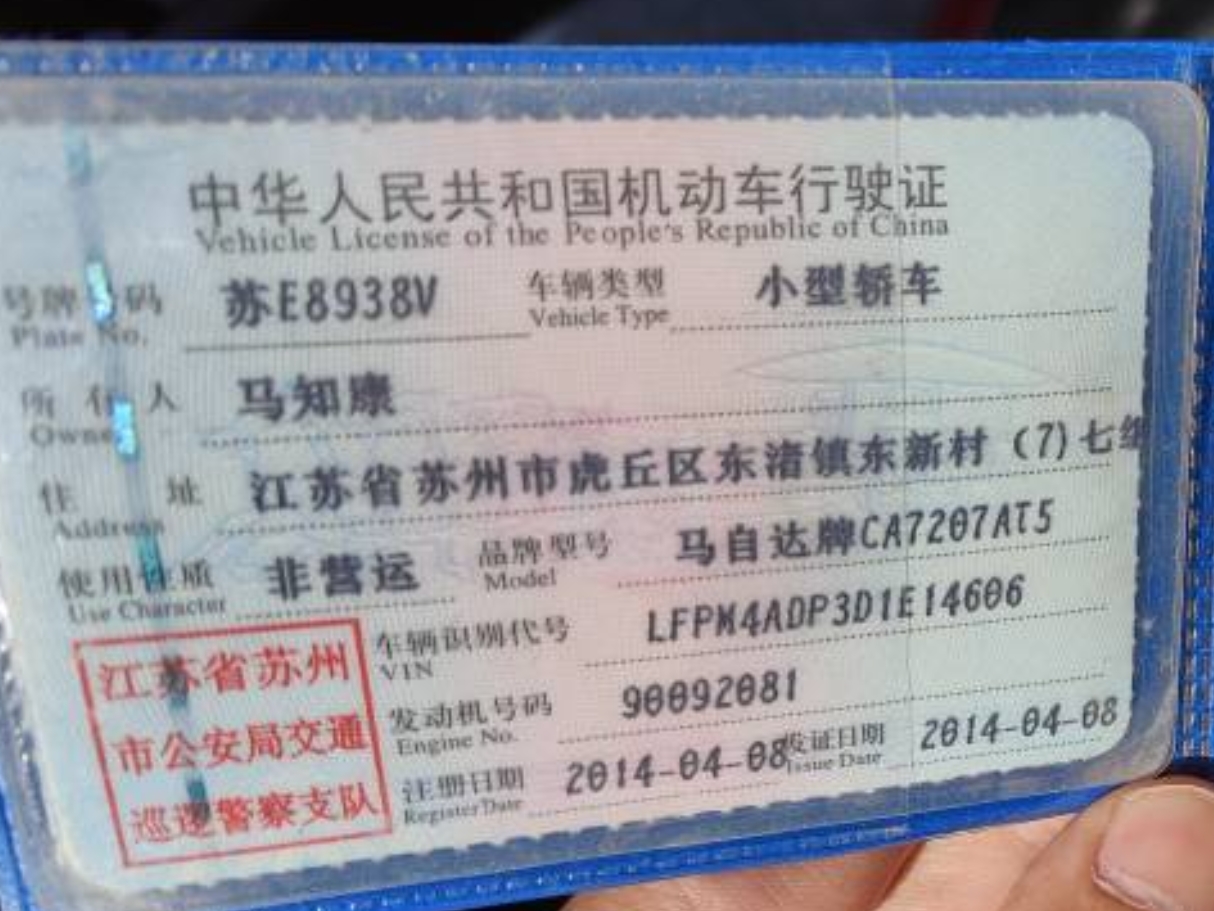 中华人民共和国机动车行驶证
Vehicle License of the People's Republic of China
号牌号码 苏E8938V 车辆类型 小型轿车
Plate No. Vehicle Type
所有人 马知康
Owner
住址 江苏省苏州市虎丘区东渚镇东新村(7)七组
Address
使用性质 非营运 品牌型号 马自达牌CA7207AT5
Use Character Model
车辆识别代号 LFPM4ADP3D1E14606
VIN
发动机号码 90092081
Engine No.
注册日期 2014-04-08 发证日期 2014-04-08
Register Date Issue Date
江苏省苏州
市公安局交通
巡逻警察支队